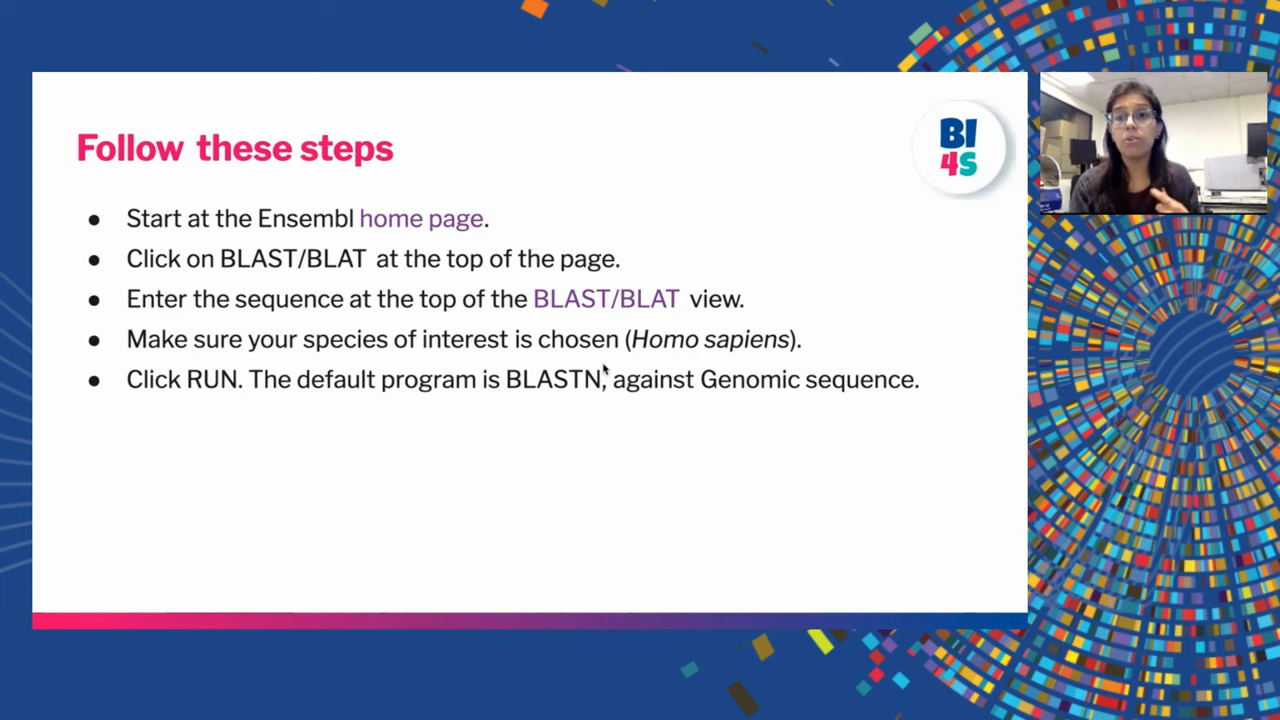 Follow these steps
BI
4S
● Start at the Ensembl home page.
● Click on BLAST/BLAT at the top of the page.
● Enter the sequence at the top of the BLAST/BLAT view.
● Make sure your species of interest is chosen (Homo sapiens).
● Click RUN. The default program is BLASTN, against Genomic sequence.